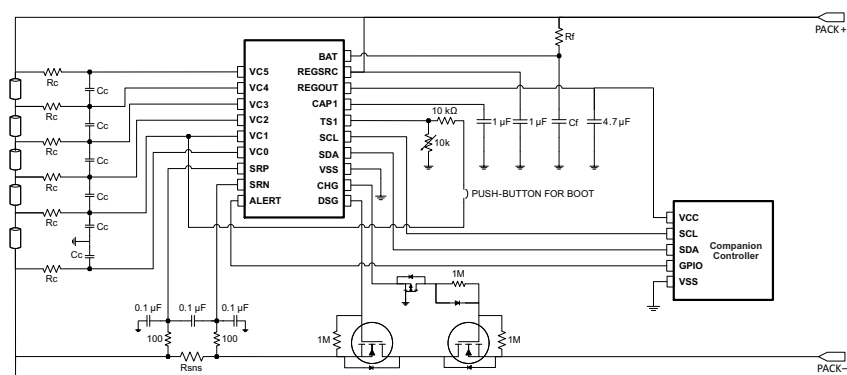 PACK+
Rf
BAT
VC5
REGSRC
Rc
Cc
VC4
REGOUT
Rc
VC3
CAP1
Cc
10 kΩ
VC2
TS1
1 µF
1 µF
Cf
4.7 µF
Rc
VC1
SCL
10k
Cc
VC0
SDA
Rc
SRP
VSS
Cc
SRN
CHG
PUSH-BUTTON FOR BOOT
ALERT
DSG
Rc
Cc
VCC
SCL
Cc
SDA
Companion
Controller
GPIO
Rc
1M
VSS
0.1 µF
0.1 µF
0.1 µF
100
100
1M
1M
Rsns
PACK–